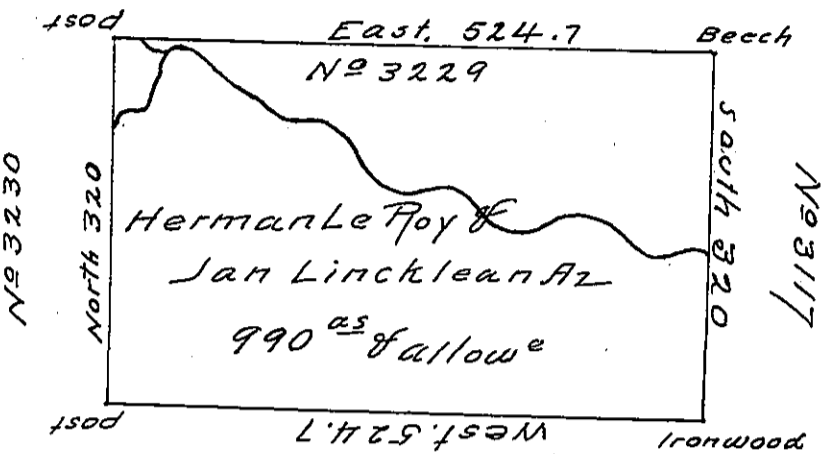 post
East. 524.7
Beech
Nº 3229
Nº 3230
North 320
South 320
Nº 3117
Herman Le Roy &
Jan Lincklean Az
990 as & allowe
post
West. 524.7
Ironwood